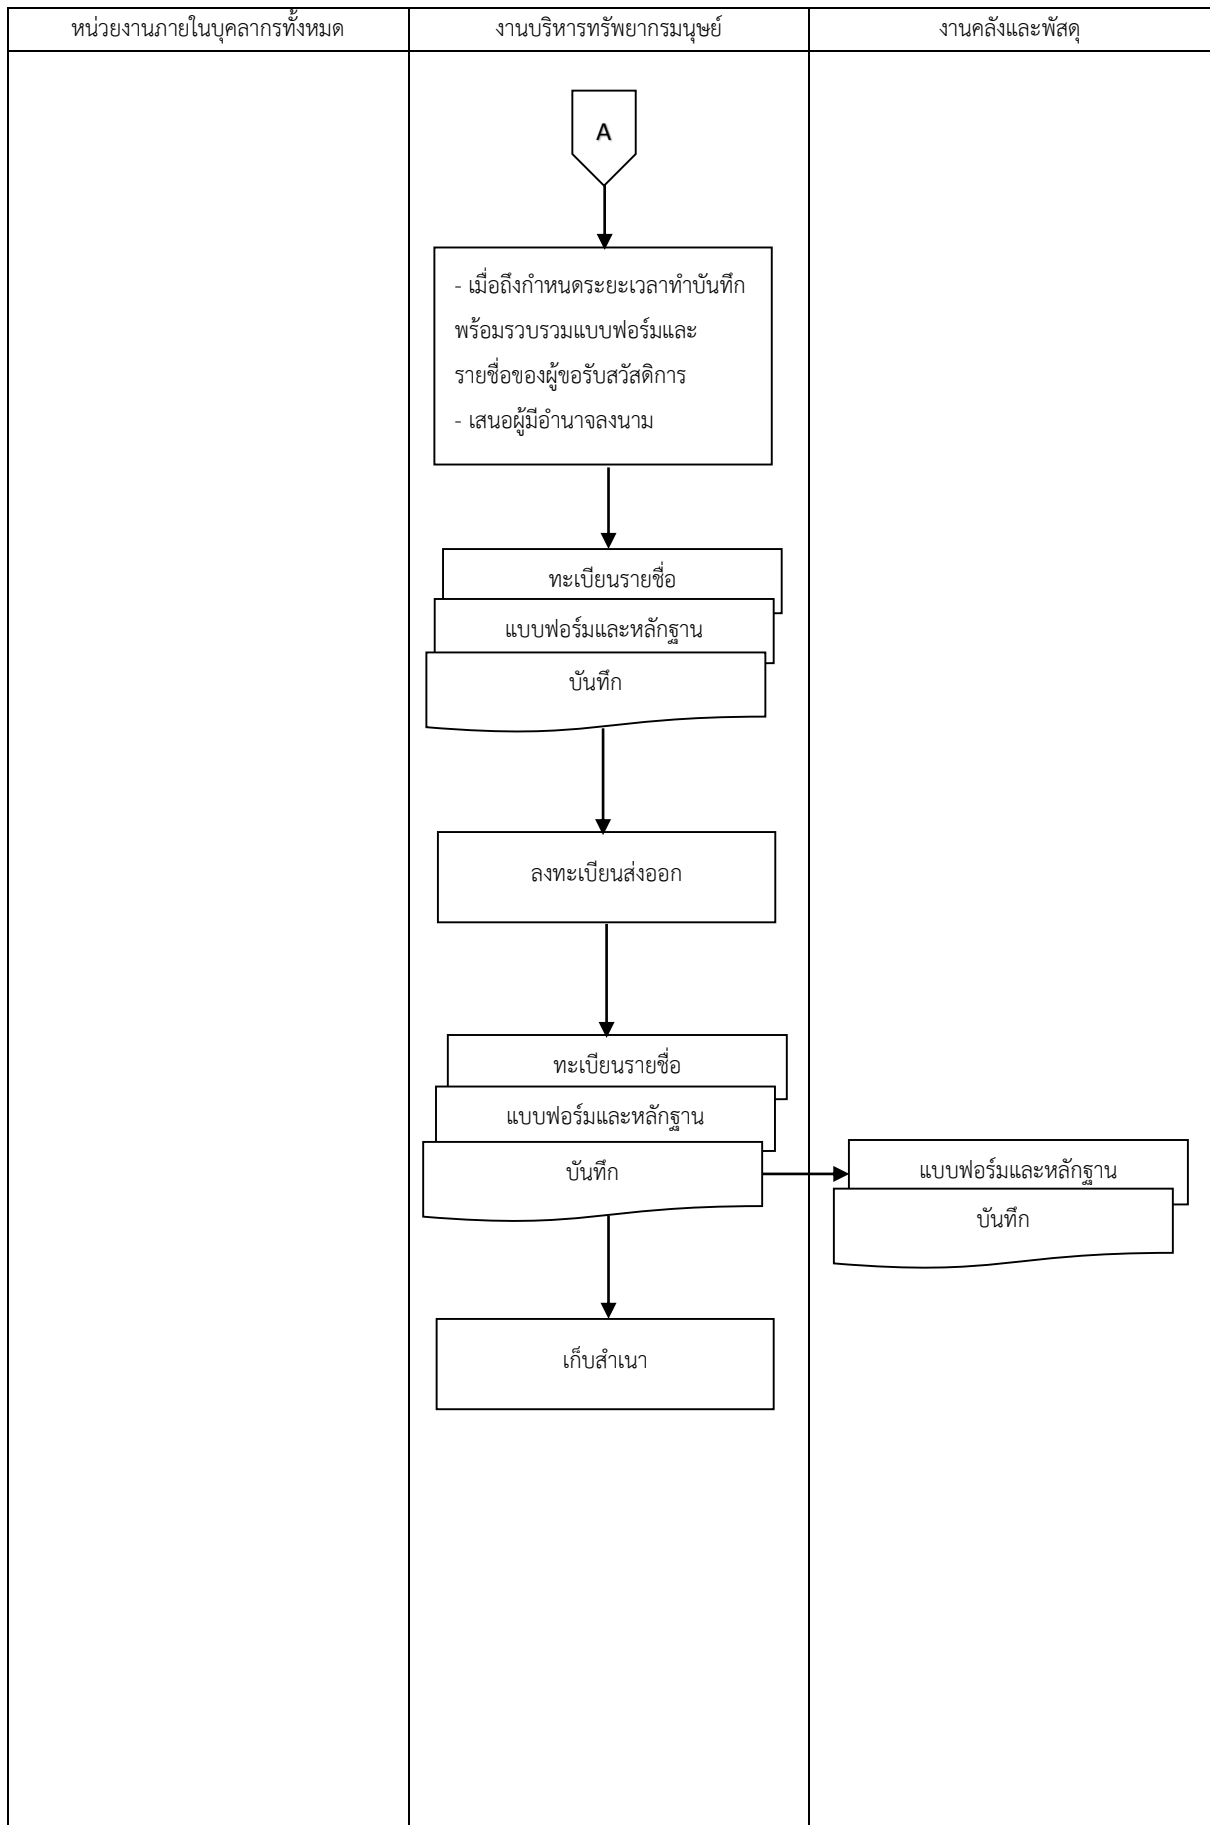 หน่วยงานภายในบุคลากรทั้งหมด
งานบริหารทรัพยากรมนุษย์
งานคลังและพัสดุ
A
- เมื่อถึงกำหนดระยะเวลาทำบันทึก
พร้อมรวบรวมแบบฟอร์มและ
รายชื่อของผู้ขอรับสวัสดิการ
- เสนอผู้มีอำนาจลงนาม
ทะเบียนรายชื่อ
แบบฟอร์มและหลักฐาน
บันทึก
ลงทะเบียนส่งออก
ทะเบียนรายชื่อ
แบบฟอร์มและหลักฐาน
บันทึก
แบบฟอร์มและหลักฐาน
บันทึก
เก็บสำเนา